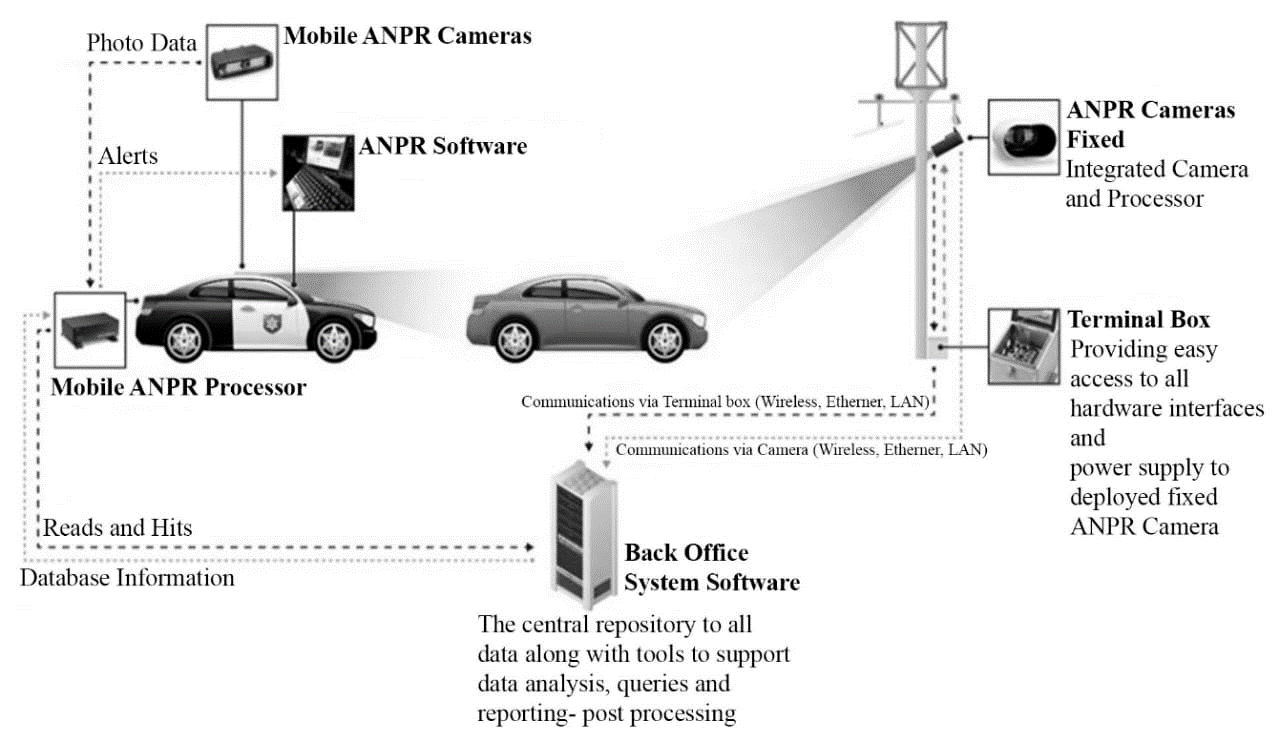 Photo Data
Mobile ANPR Cameras
Alerts
ANPR Software
ANPR Cameras
Fixed
Integrated Camera
and Processor
Mobile ANPR Processor
Terminal Box
Providing easy
access to all
hardware interfaces
and
power supply to
deployed fixed
ANPR Camera
Communications via Terminal box (Wireless, Etherner, LAN)
Communications via Camera (Wireless, Etherner, LAN)
Reads and Hits
Database Information
Back Office
System Software
The central repository to all
data along with tools to support
data analysis, queries and
reporting- post processing